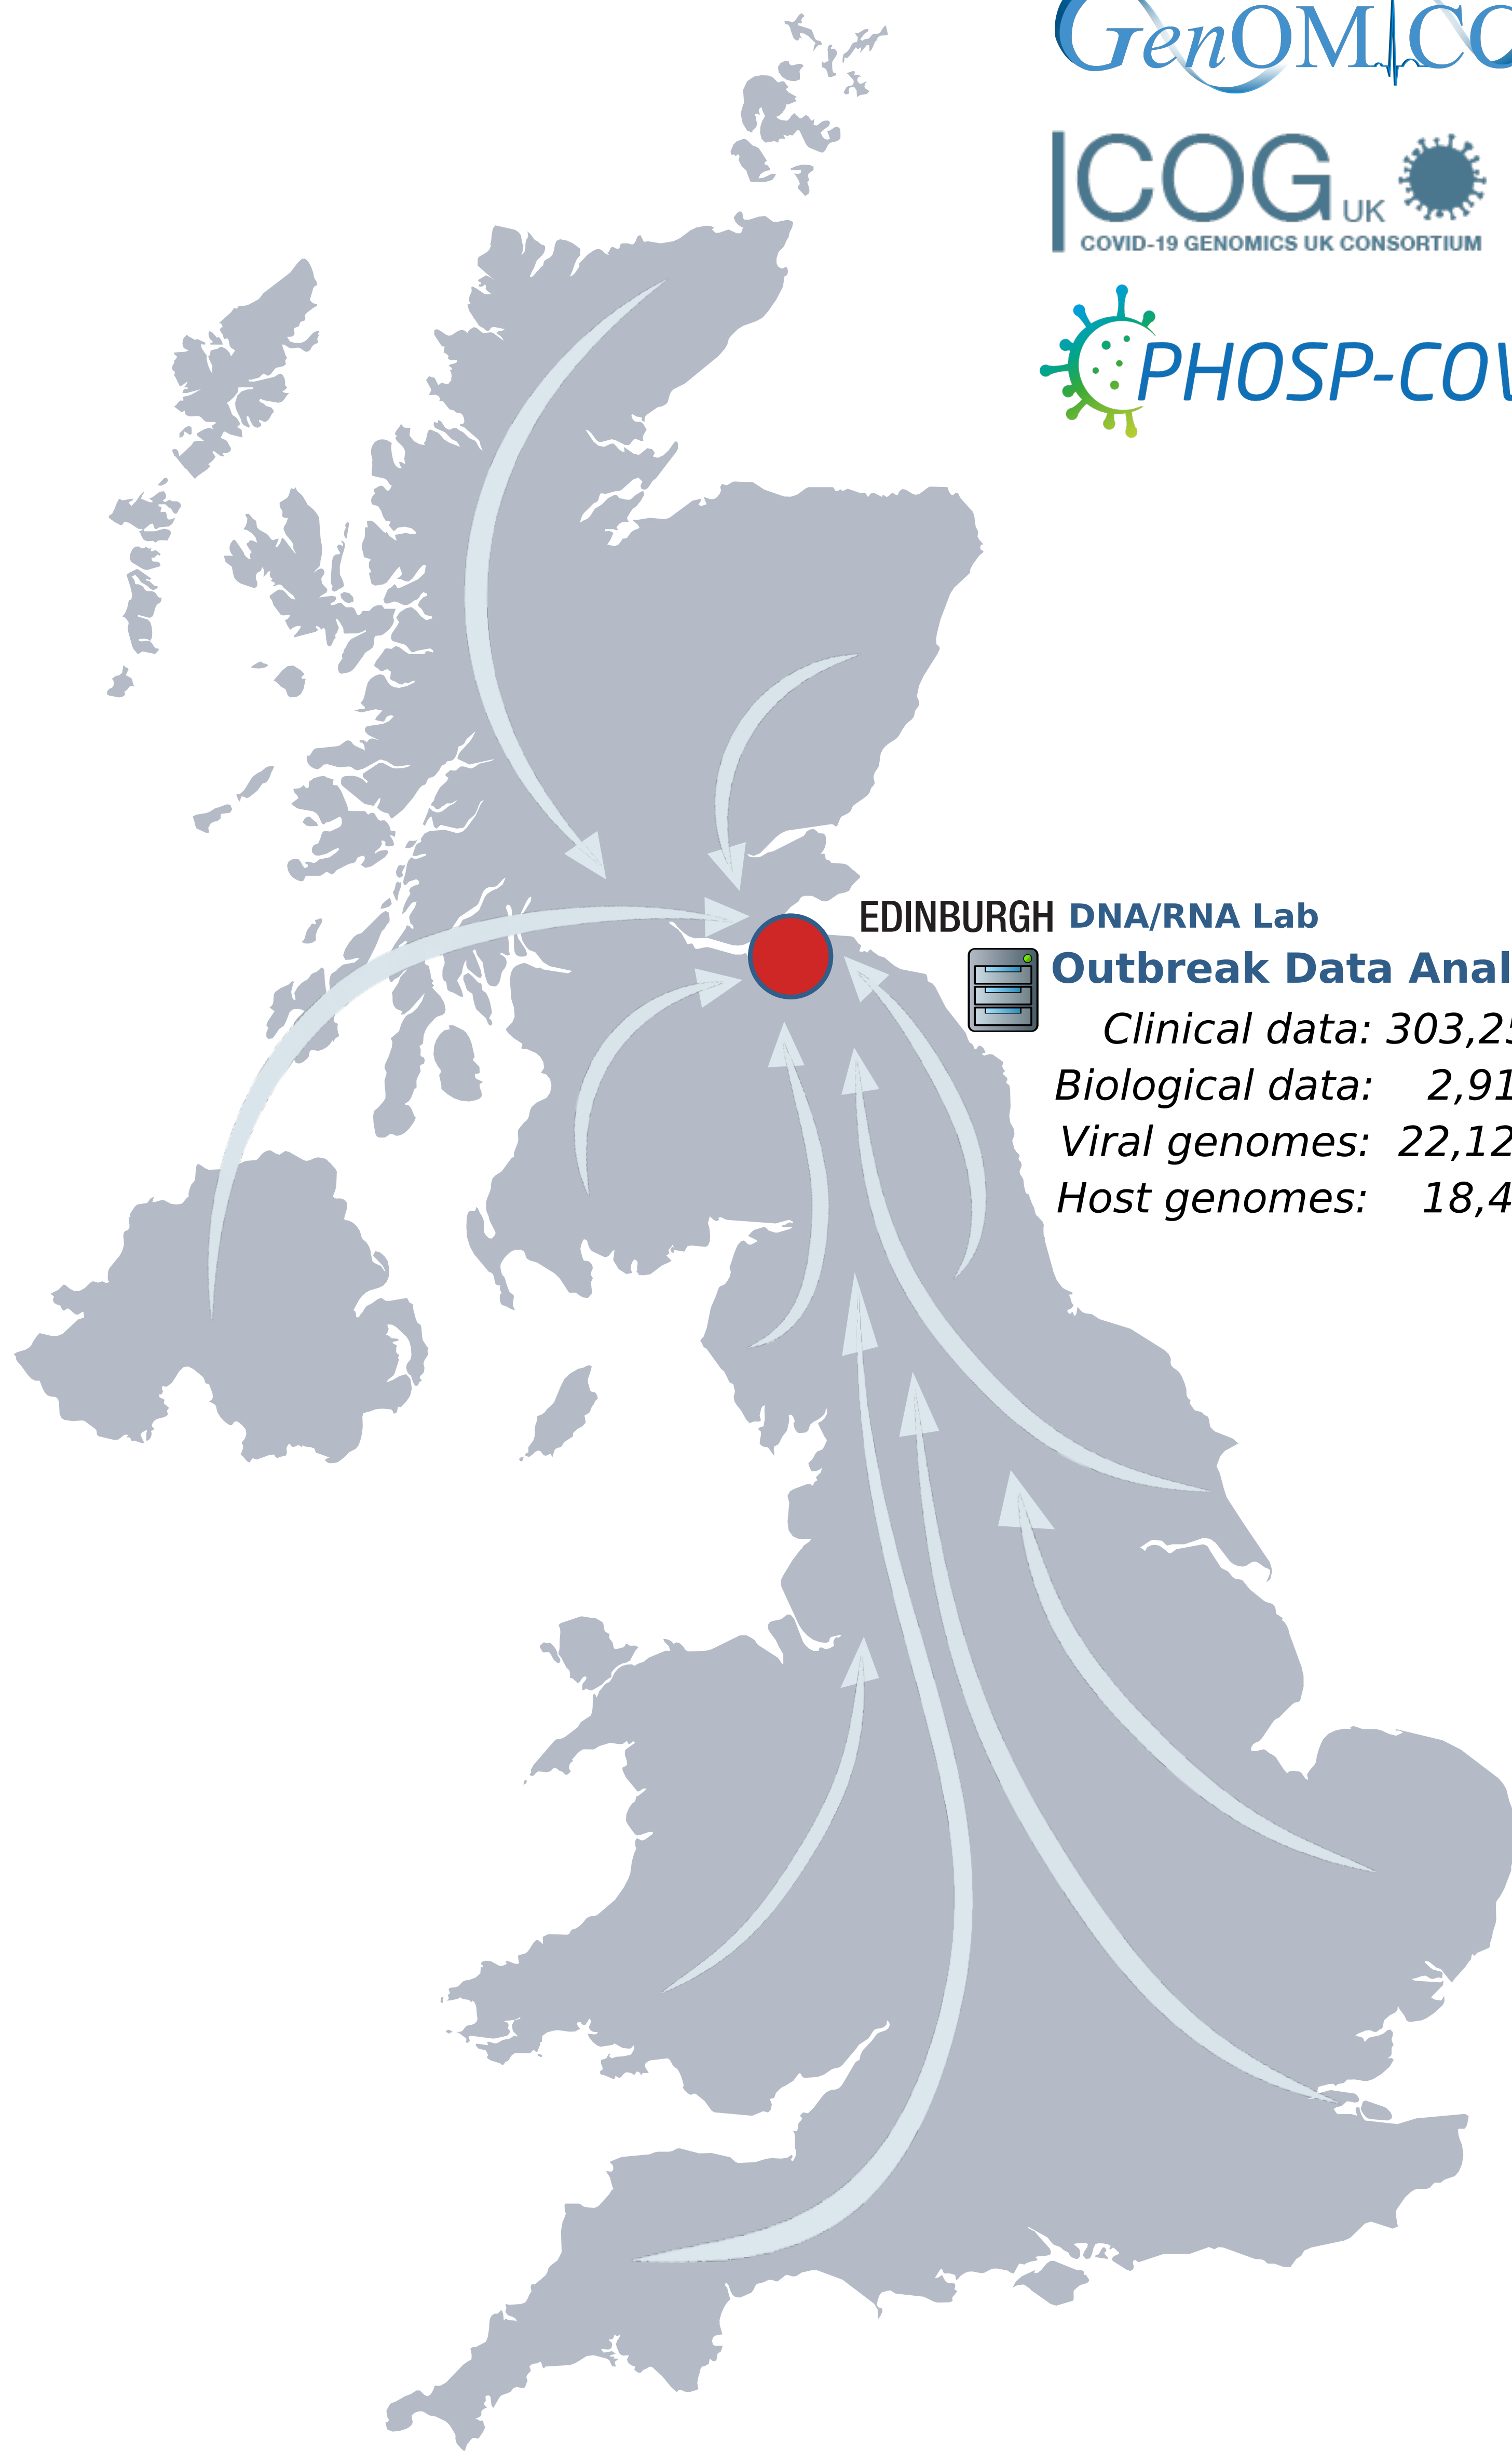 GenOMICC
COG UK
COVID-19 GENOMICS UK CONSORTIUM
PHOSP-COV
EDINBURGH DNA/RNA Lab
Outbreak Data Anal
Clinical data: 303,25
Biological data: 2,91
Viral genomes: 22,12
Host genomes: 18,4